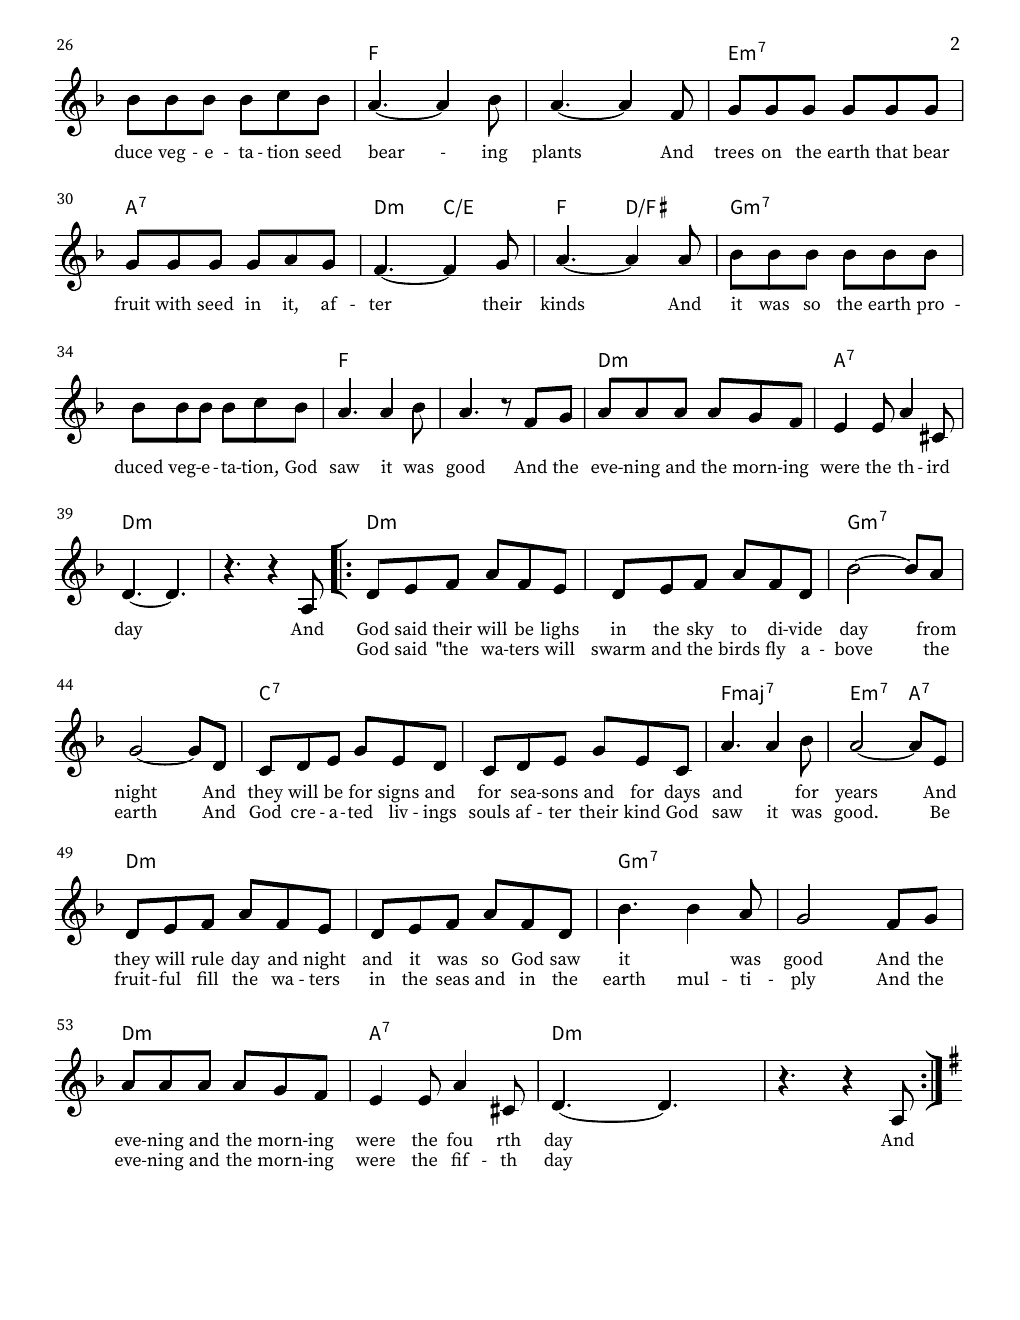 2
26 F Em7
duce veg - e - ta - tion seed bear - ing plants And trees on the earth that bear
30 A7 Dm C/E F D/F♯ Gm7
fruit with seed in it, af - ter their kinds And it was so the earth pro -
34 F Dm A7
duced veg-e-ta-tion, God saw it was good And the eve-ning and the morn-ing were the th-ird
39 Dm Dm Gm7
day And God said their will be lighs in the sky to di-vide day from
God said "the wa-ters will swarm and the birds fly a - bove the
44 C7 Fmaj7 Em7 A7
night And they will be for signs and for sea-sons and for days and for years And
earth And God cre-a-ted liv-ings souls af-ter their kind God saw it was good. Be
49 Dm Gm7
they will rule day and night and it was so God saw it was good And the
fruit-ful fill the wa-ters in the seas and in the earth mul - ti - ply And the
53 Dm A7 Dm
eve-ning and the morn-ing were the fou rth day And
eve-ning and the morn-ing were the fif - th day